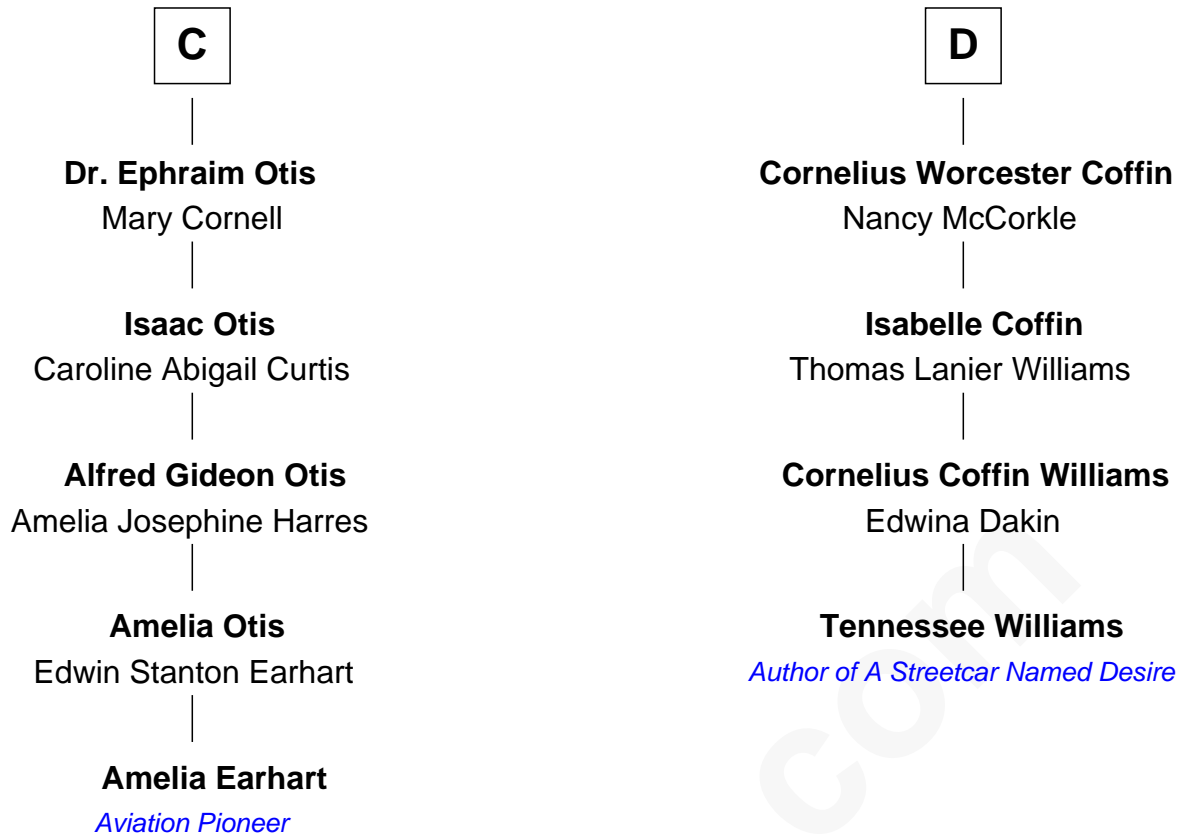 C
Dr. Ephraim Otis
Mary Cornell
Isaac Otis
Caroline Abigail Curtis
Alfred Gideon Otis
Amelia Josephine Harres
Amelia Otis
Edwin Stanton Earhart
Amelia Earhart
Aviation Pioneer
D
Cornelius Worcester Coffin
Nancy McCorkle
Isabelle Coffin
Thomas Lanier Williams
Cornelius Coffin Williams
Edwina Dakin
Tennessee Williams
Author of A Streetcar Named Desire
com